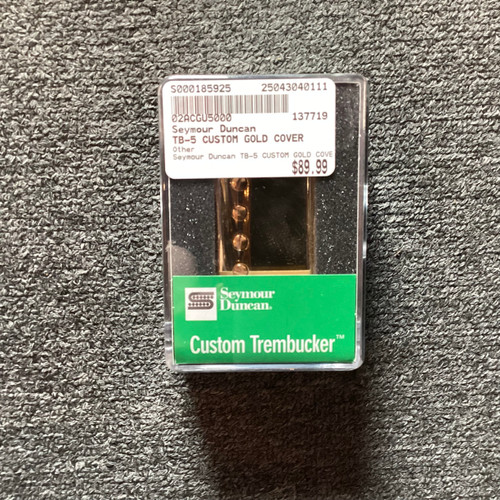 S000185925 25043040111
02ACGU5000 137719
Seymour Duncan
TB-5 CUSTOM GOLD COVER
Other
Seymour Duncan TB-5 CUSTOM GOLD COVE
$89.99
Seymour
Duncan®
Custom Trembucker™